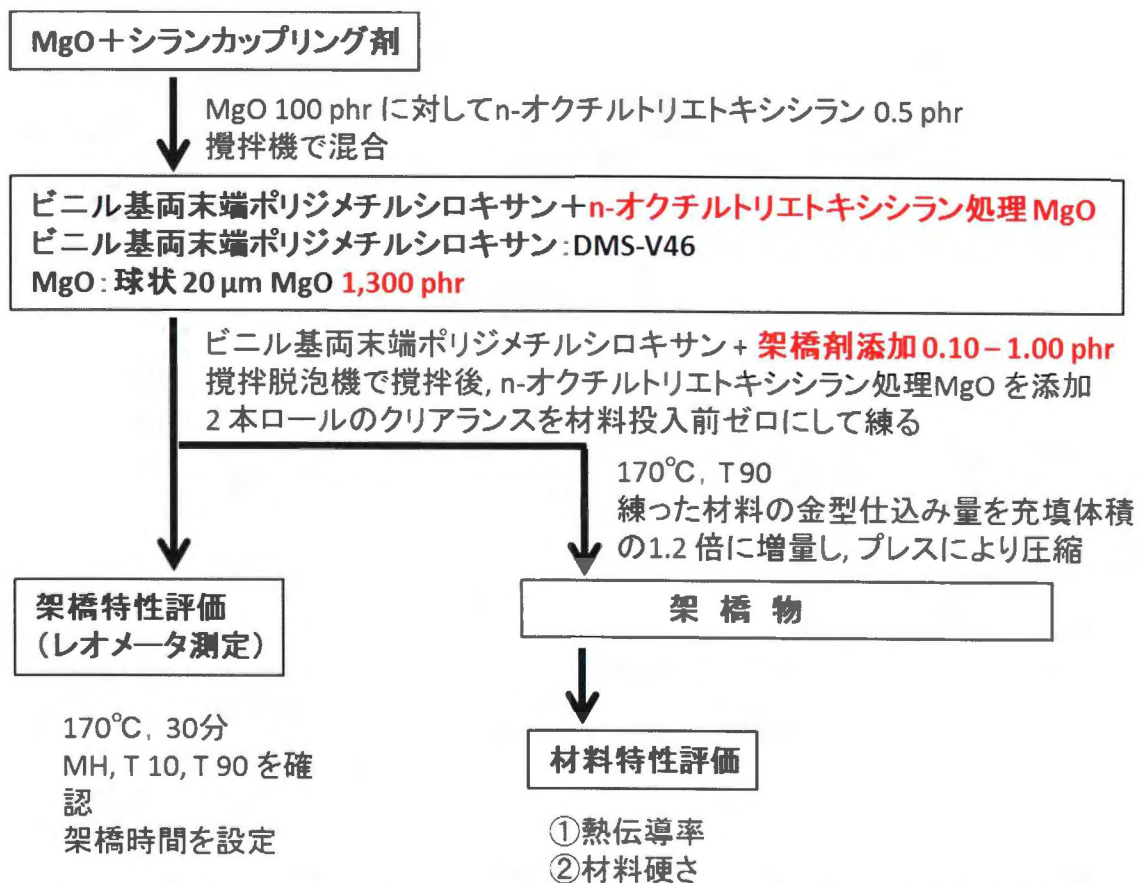 MgO＋シランカップリング剤
MgO 100 phr に対してn-オクチルトリエトキシシラン 0.5 phr
攪拌機で混合
ビニル基両末端ポリジメチルシロキサン＋n-オクチルトリエトキシシラン処理 MgO
ビニル基両末端ポリジメチルシロキサン：DMS-V46
MgO：球状 20 μm MgO 1,300 phr
ビニル基両末端ポリジメチルシロキサン + 架橋剤添加 0.10 – 1.00 phr
攪拌脱泡機で攪拌後, n-オクチルトリエトキシシラン処理MgO を添加
2 本ロールのクリアランスを材料投入前ゼロにして練る
170℃, T 90
練った材料の金型仕込み量を充填体積
の1.2 倍に増量し, プレスにより圧縮
架橋特性評価
（レオメータ測定）
架 橋 物
170℃, 30分
MH, T 10, T 90 を確
認
架橋時間を設定
材料特性評価
①熱伝導率
②材料硬さ